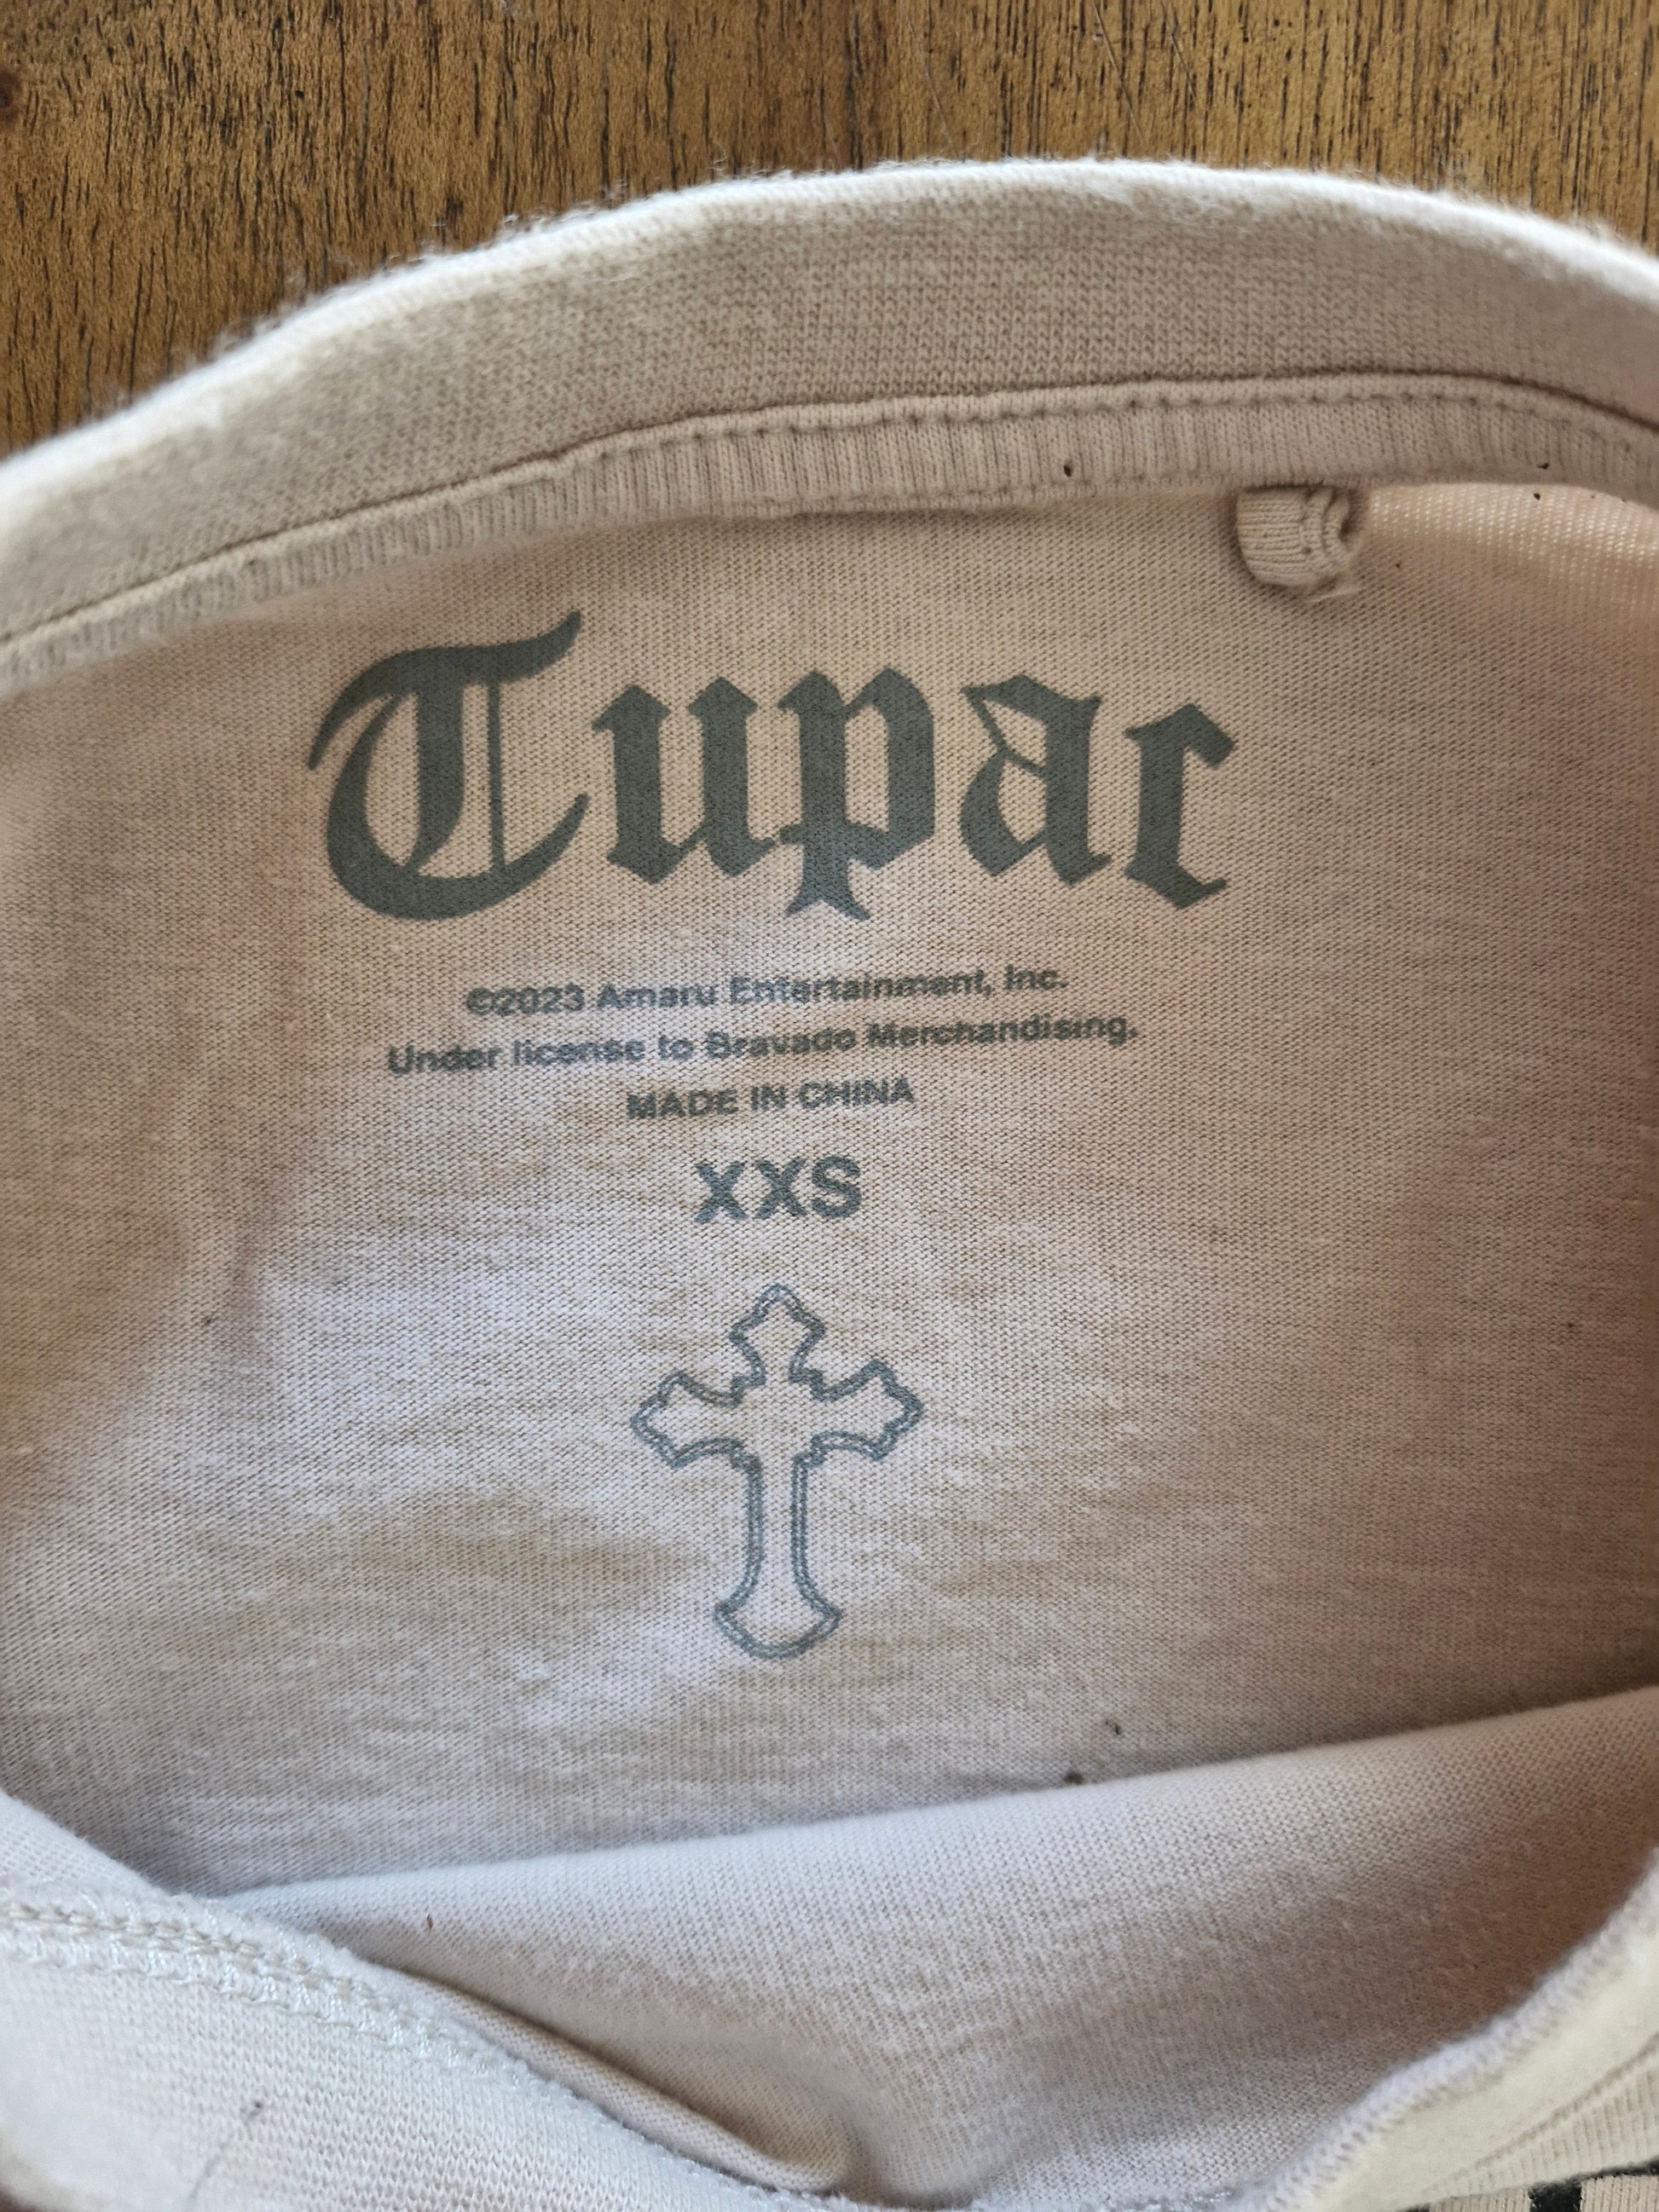 Tupac
©2023 Amaru Entertainment, Inc.
Under license to Bravado Merchandising.
MADE IN CHINA
XXS